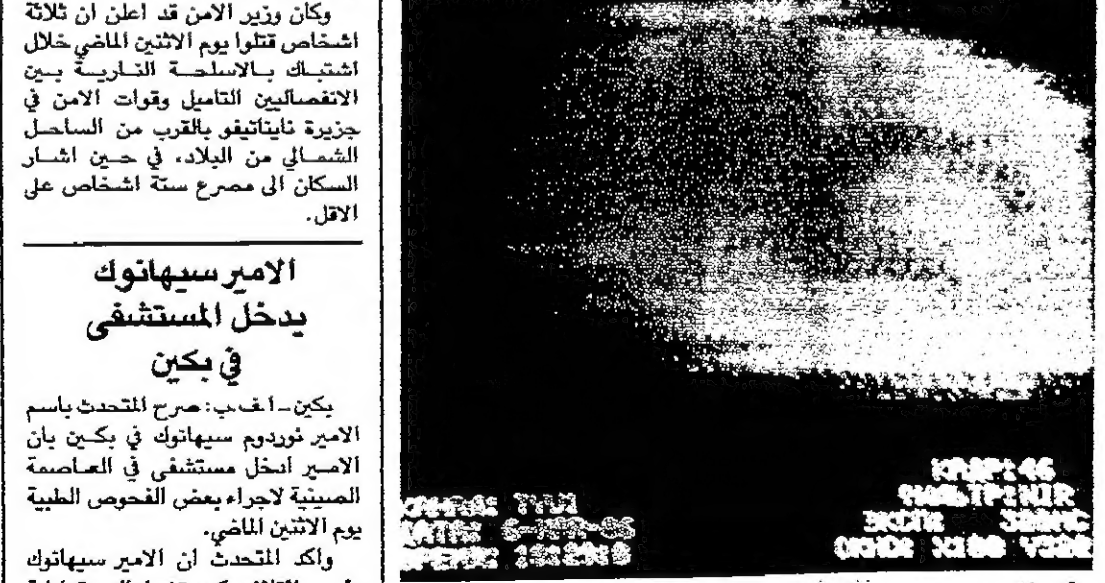 وكان وزير الامن قد اعلن ان ثلاثة
اشخاص قتلوا يوم الاثنين الماضي خلال
اشتباك بالاسلحة النارية بين
الانفصاليين التاميل وقوات الامن في
جزيرة نايناتيفو بالقرب من الساحل
الشمالي من البلاد، في حين اشار
السكان الى مصرع ستة اشخاص على
الاقل.
الامير سيهانوك
يدخل المستشفى
في بكين
بكين ـ ا.ف.ب: صرح المتحدث باسم
الامير نوردوم سيهانوك في بكين بان
الامير ادخل مستشفى في العاصمة
الصينية لاجراء بعض الفحوص الطبية
يوم الاثنين الماضي.
واكد المتحدث ان الامير سيهانوك